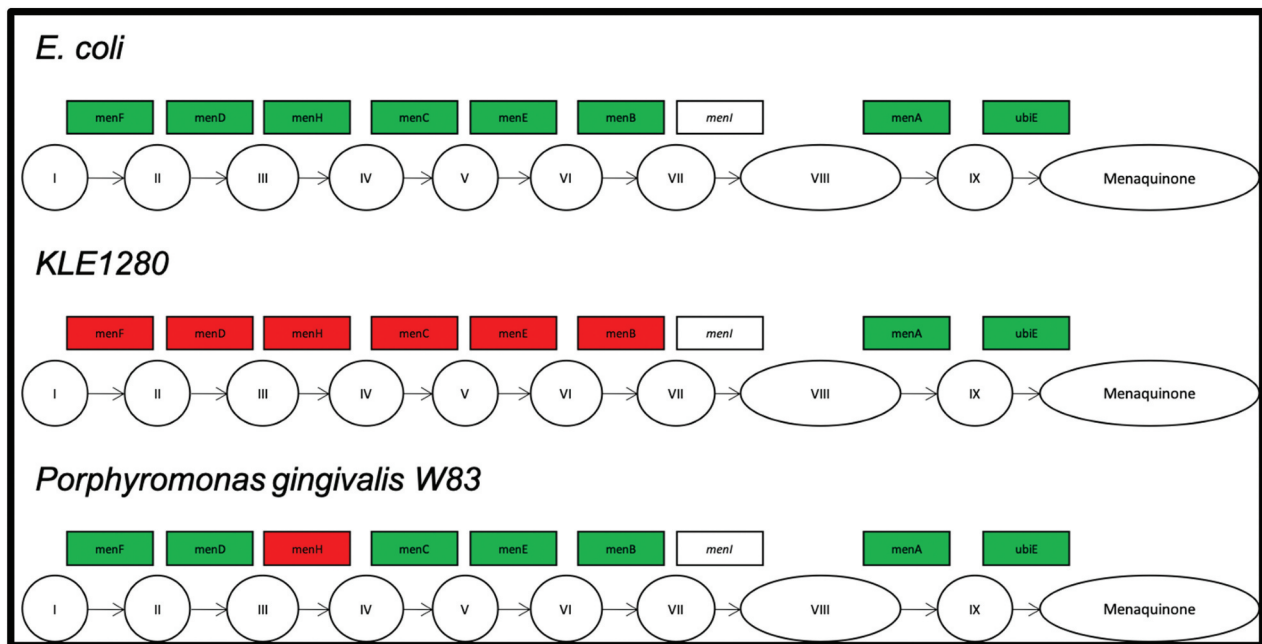 E. coli
menF menD menH menC menE menB menI menA ubiE
I II III IV V VI VII VIII IX Menaquinone
KLE1280
menF menD menH menC menE menB menI menA ubiE
I II III IV V VI VII VIII IX Menaquinone
Porphyromonas gingivalis W83
menF menD menH menC menE menB menI menA ubiE
I II III IV V VI VII VIII IX Menaquinone